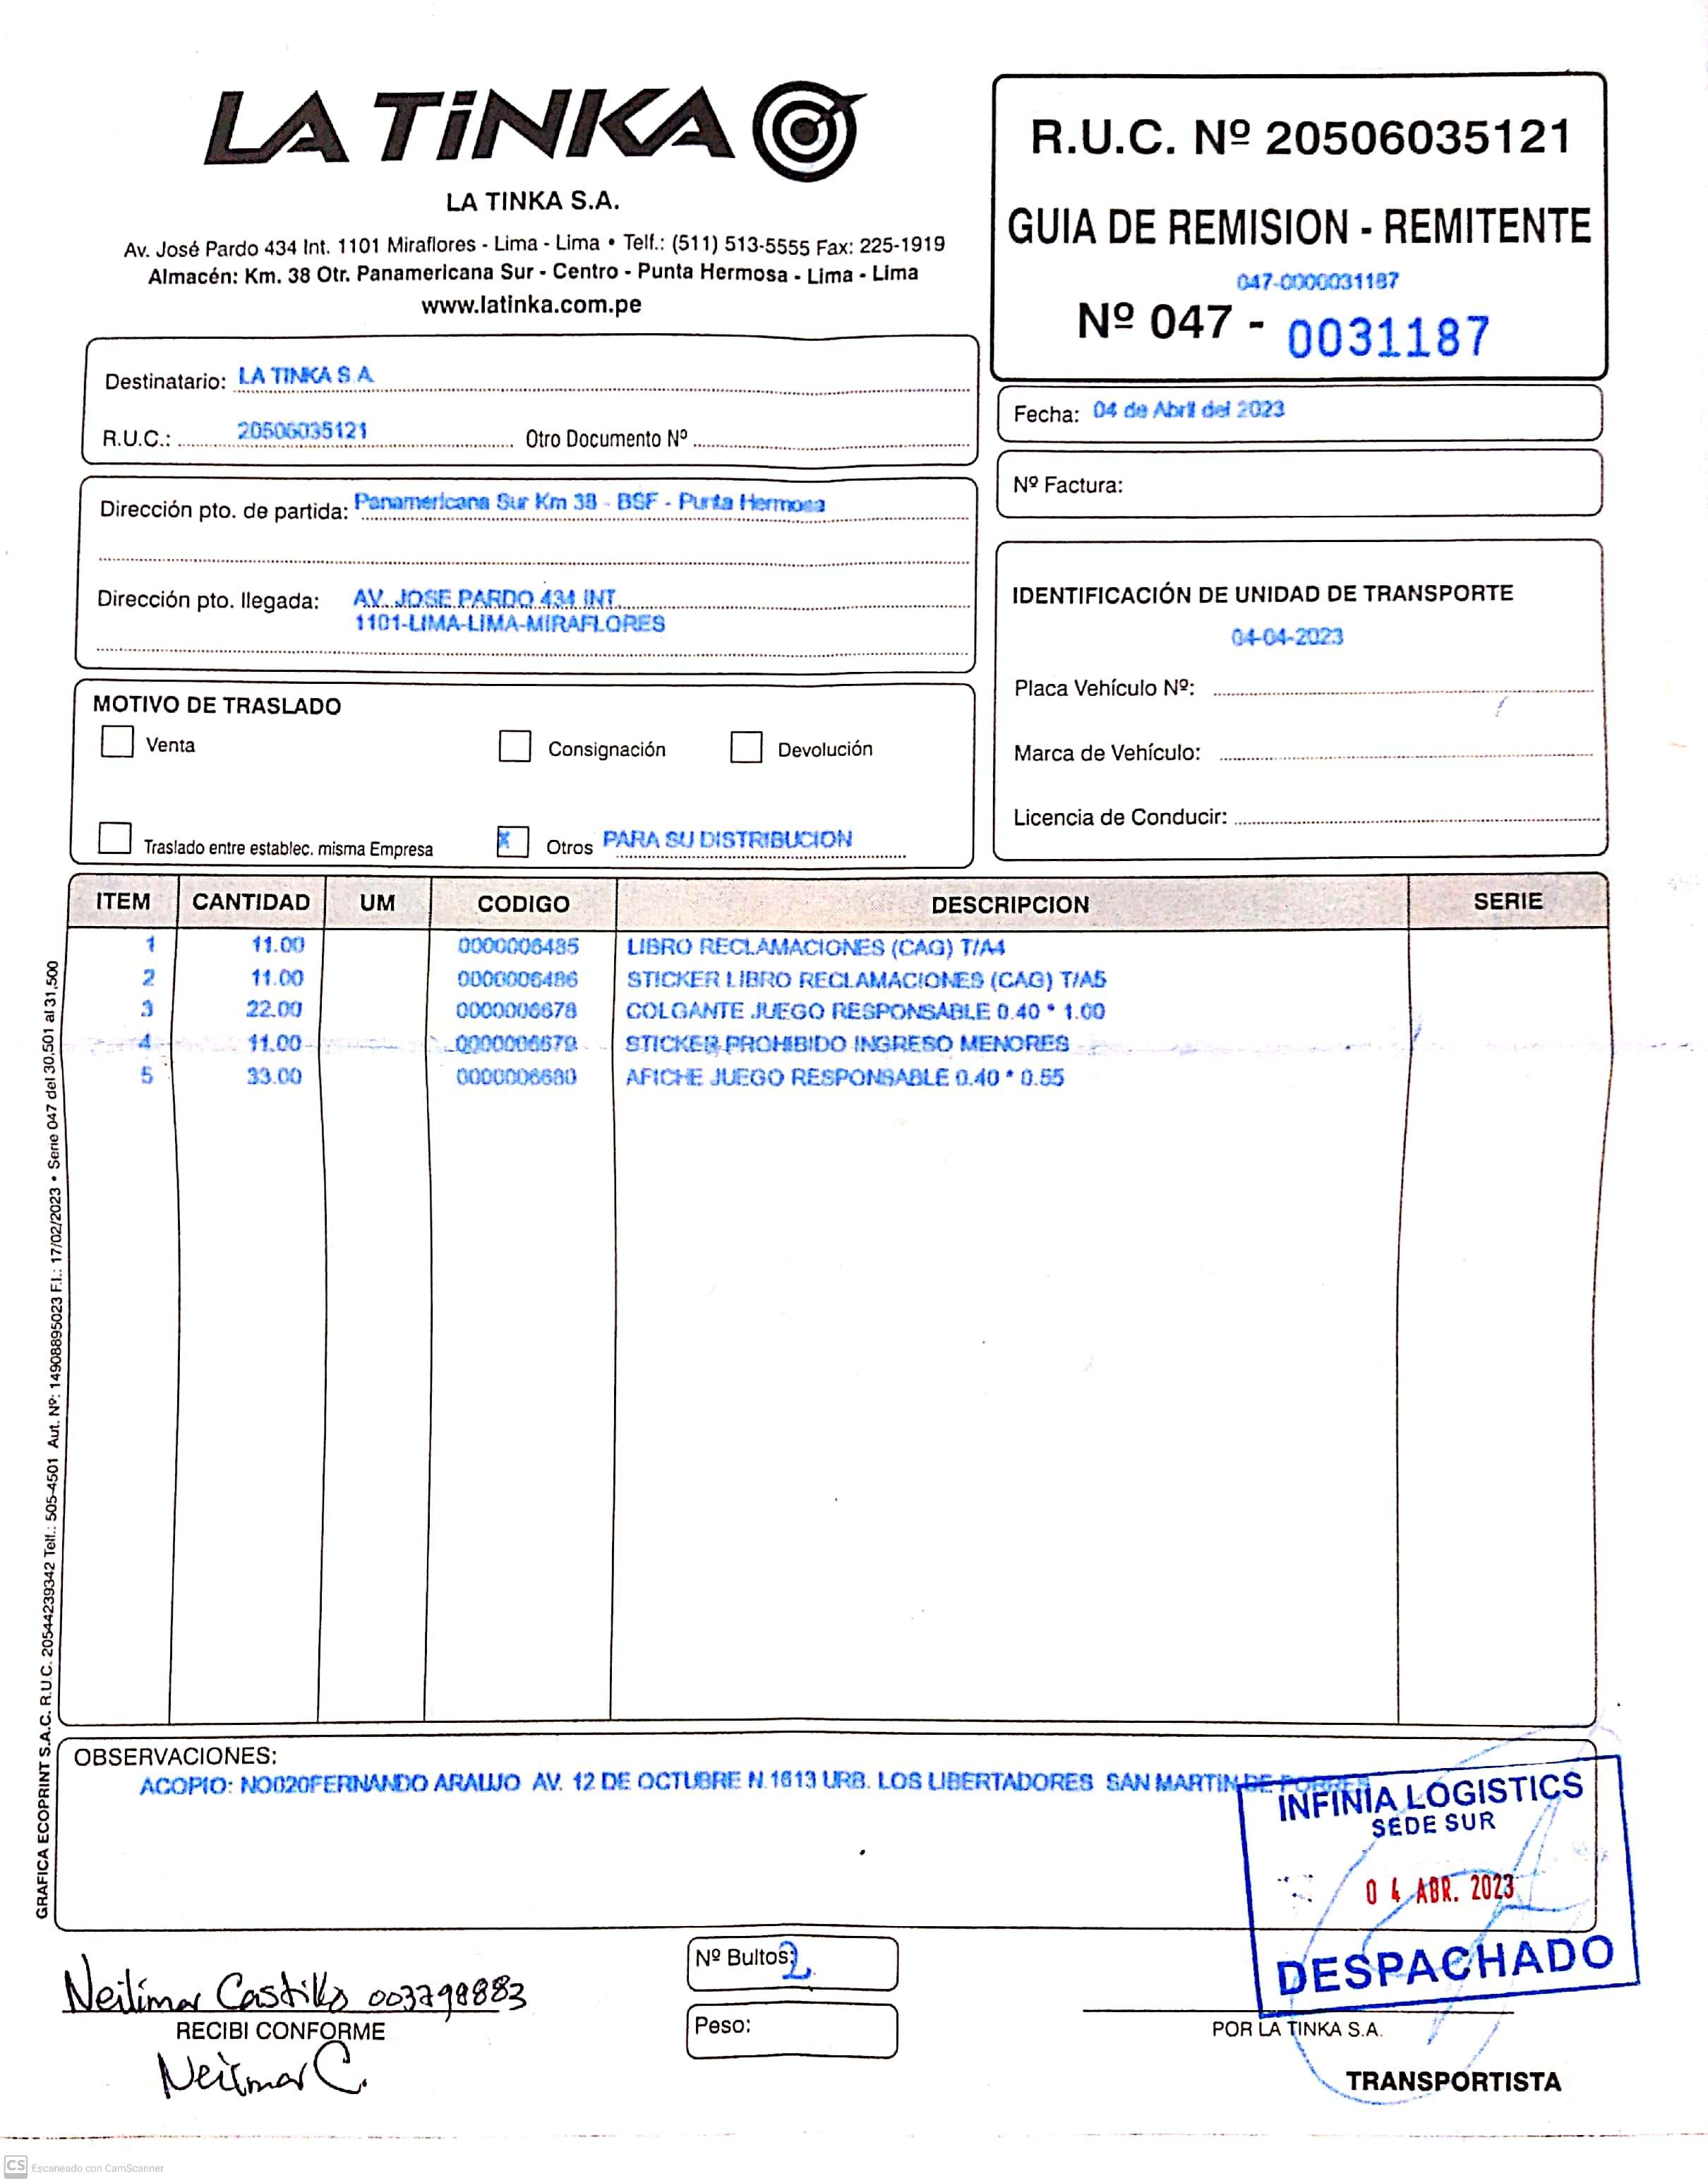 LA TiNKA
LA TINKA S.A.
Av. José Pardo 434 Int. 1101 Miraflores - Lima - Lima • Telf.: (511) 513-5555 Fax: 225-1919
Almacén: Km. 38 Otr. Panamericana Sur - Centro - Punta Hermosa - Lima - Lima
www.latinka.com.pe
R.U.C. Nº 20506035121
GUIA DE REMISION - REMITENTE
047-0000031187
Nº 047 - 0031187
Destinatario: LA TINKA S.A.
R.U.C.: 20506035121 Otro Documento Nº
Fecha: 04 de Abril del 2023
Nº Factura:
Dirección pto. de partida: Panamericana Sur Km 38 - BSF - Punta Hermosa
Dirección pto. llegada: AV. JOSE PARDO 434 INT.
1101-LIMA-LIMA-MIRAFLORES
IDENTIFICACIÓN DE UNIDAD DE TRANSPORTE
04-04-2023
Placa Vehículo Nº:
Marca de Vehículo:
Licencia de Conducir:
MOTIVO DE TRASLADO
Venta Consignación Devolución
Traslado entre establec. misma Empresa X Otros PARA SU DISTRIBUCION
ITEM CANTIDAD UM CODIGO DESCRIPCION SERIE
1 11.00 0000006485 LIBRO RECLAMACIONES (CAG) T/A4
2 11.00 0000006486 STICKER LIBRO RECLAMACIONES (CAG) T/A5
3 22.00 0000006678 COLGANTE JUEGO RESPONSABLE 0.40 * 1.00
4 11.00 0000006679 STICKER PROHIBIDO INGRESO MENORES
5 33.00 0000006680 AFICHE JUEGO RESPONSABLE 0.40 * 0.55
GRAFICA ECOPRINT S.A.C. R.U.C. 20544239342 Telf.: 505-4501 Aut. Nº: 14908895023 F.I.: 17/02/2023 • Serie 047 del 30,501 al 31,500
OBSERVACIONES:
ACOPIO: NO020FERNANDO ARAUJO AV. 12 DE OCTUBRE N.1613 URB. LOS LIBERTADORES SAN MARTIN DE PORRES
INFINIA LOGISTICS
SEDE SUR
04 ABR. 2023
DESPACHADO
Neilimar Castillo 003799883
RECIBI CONFORME
Neilimar C.
Nº Bultos: 2
Peso:
POR LA TINKA S.A.
TRANSPORTISTA
CS Escaneado con CamScanner